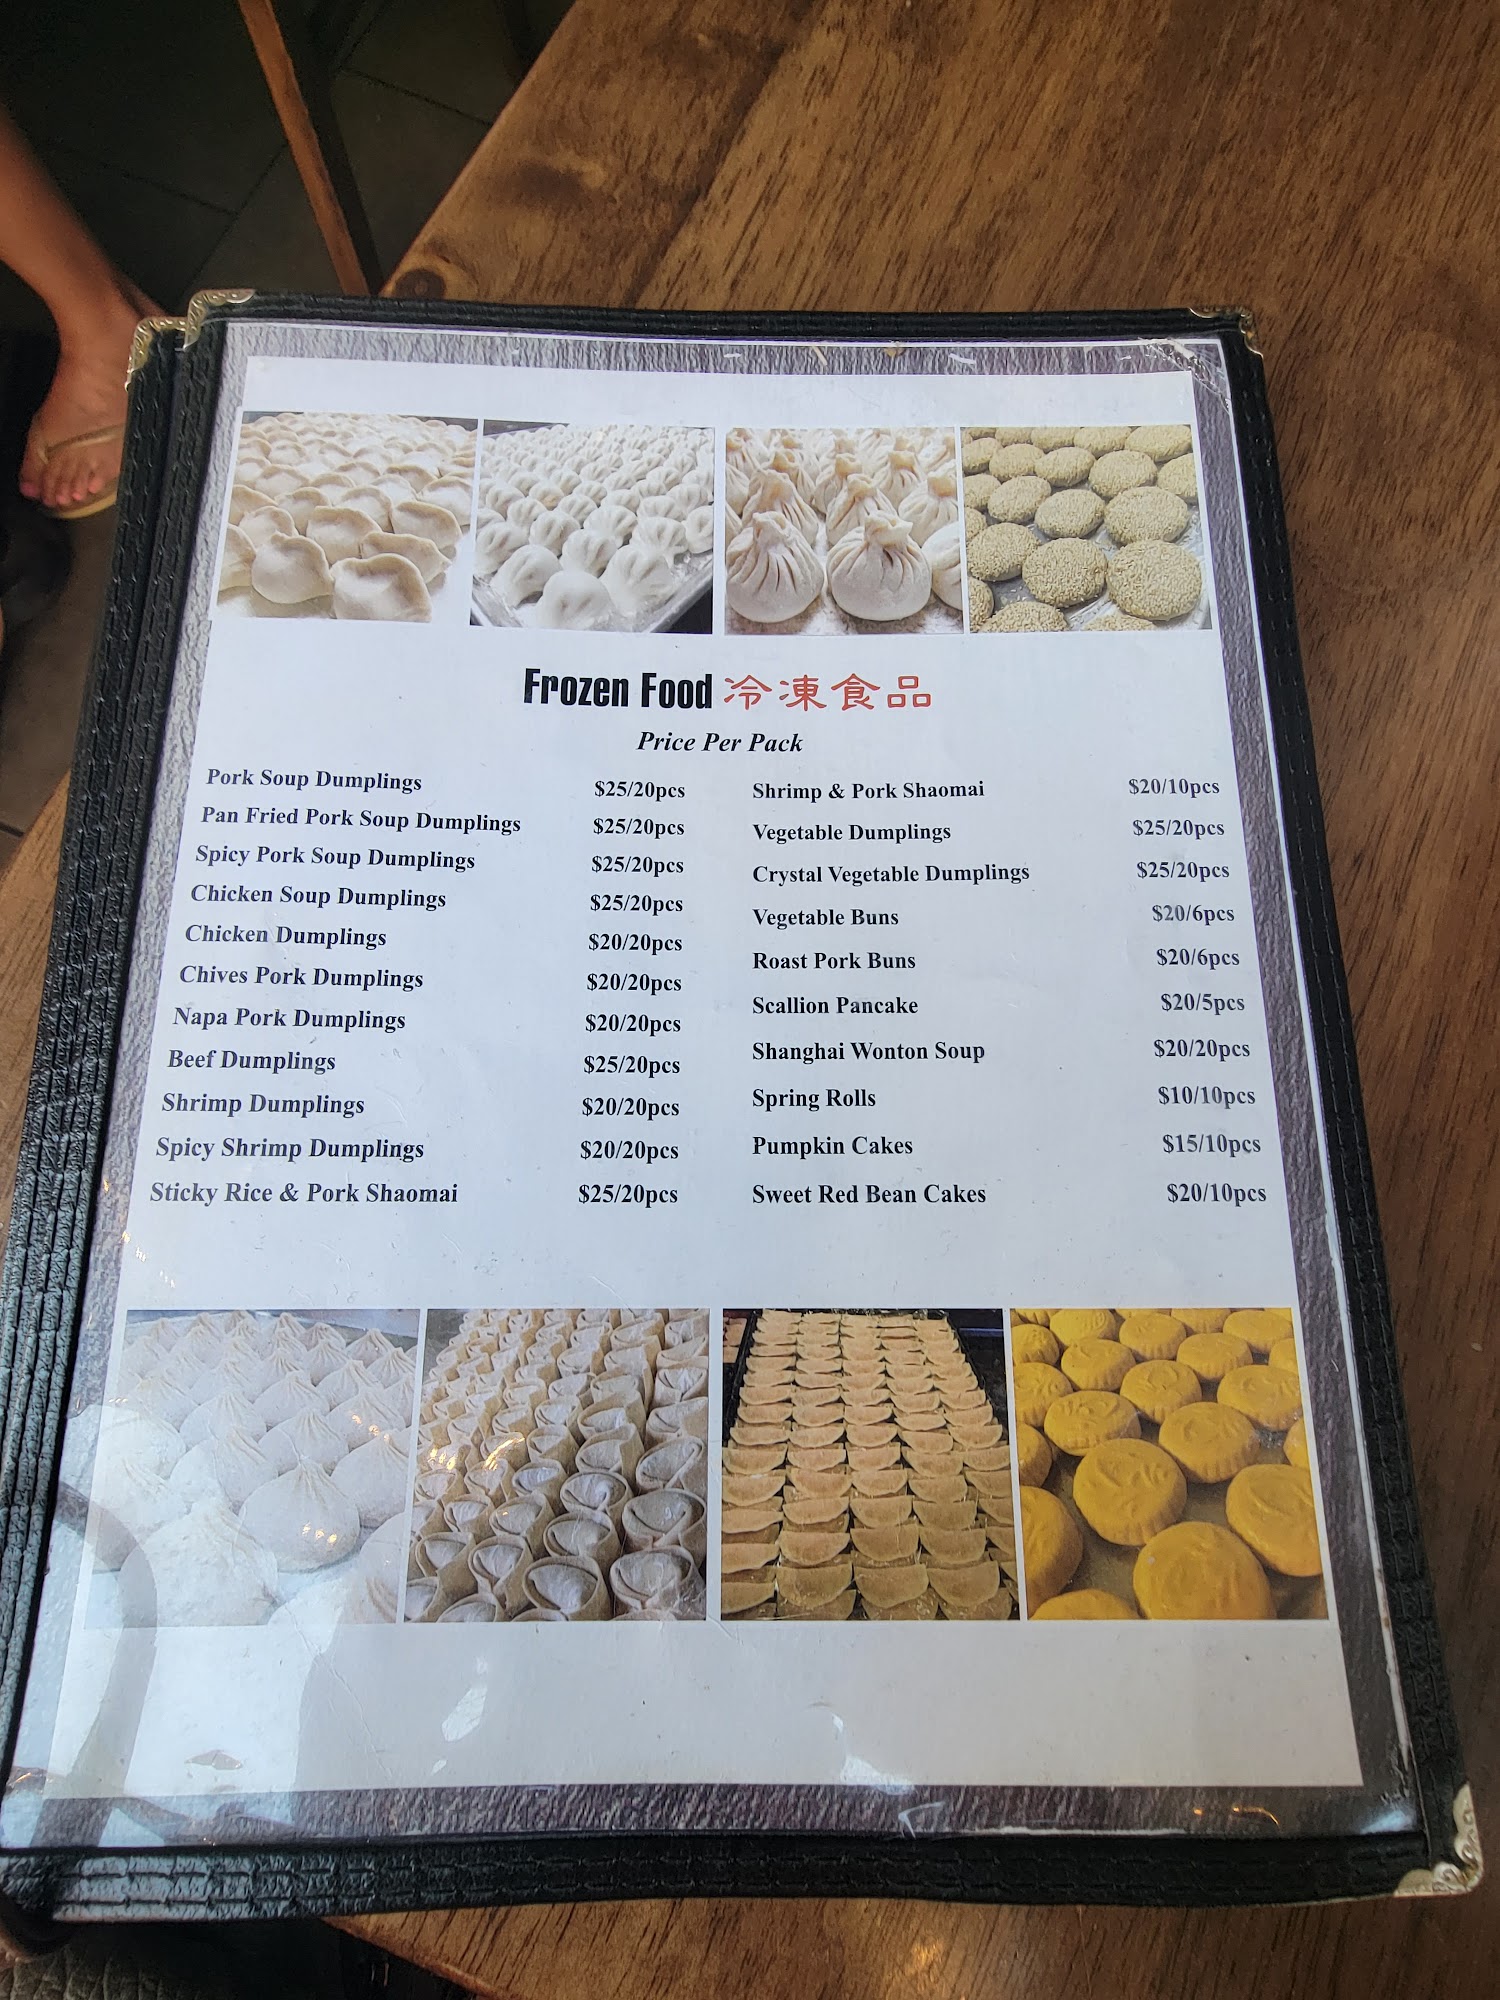 Frozen Food 冷凍食品
Price Per Pack
Pork Soup Dumplings $25/20pcs
Pan Fried Pork Soup Dumplings $25/20pcs
Spicy Pork Soup Dumplings $25/20pcs
Chicken Soup Dumplings $25/20pcs
Chicken Dumplings $20/20pcs
Chives Pork Dumplings $20/20pcs
Napa Pork Dumplings $20/20pcs
Beef Dumplings $25/20pcs
Shrimp Dumplings $20/20pcs
Spicy Shrimp Dumplings $20/20pcs
Sticky Rice & Pork Shaomai $25/20pcs
Shrimp & Pork Shaomai $20/10pcs
Vegetable Dumplings $25/20pcs
Crystal Vegetable Dumplings $25/20pcs
Vegetable Buns $20/6pcs
Roast Pork Buns $20/6pcs
Scallion Pancake $20/5pcs
Shanghai Wonton Soup $20/20pcs
Spring Rolls $10/10pcs
Pumpkin Cakes $15/10pcs
Sweet Red Bean Cakes $20/10pcs